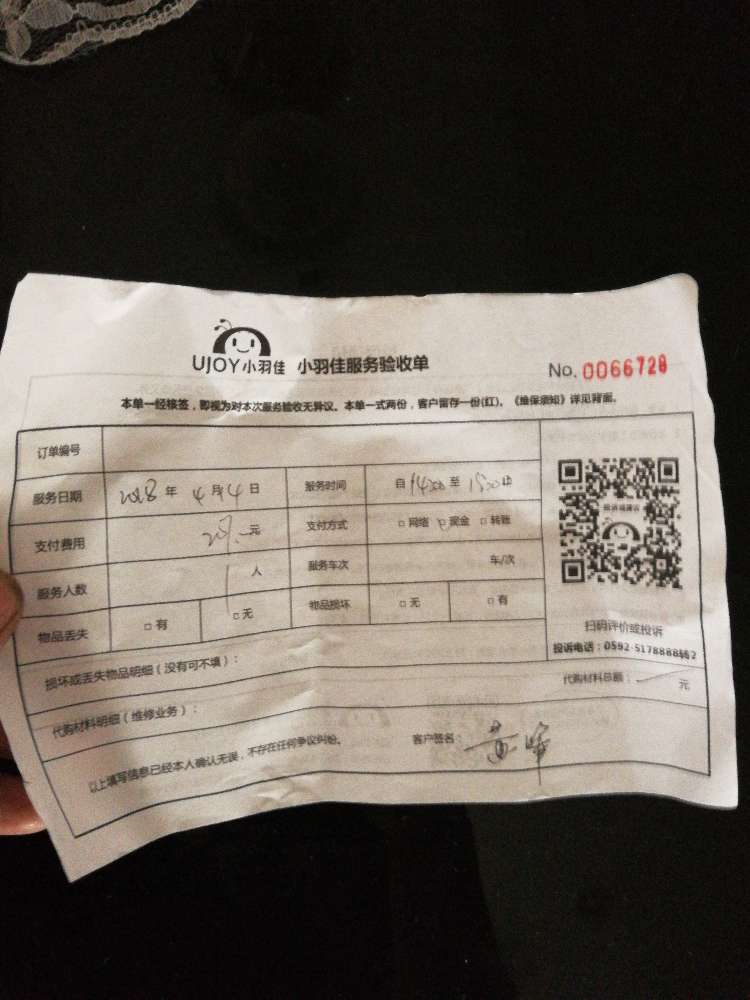 UJOY小羽佳 小羽佳服务验收单 No. 0066728
本单一经核签，即视为对本次服务验收无异议。本单一式两份，客户留存一份(红)。《维保须知》详见背面。
订单编号
服务日期 2018 年 4 月 4 日 服务时间 自 1400 至 1500 止
支付费用 元 支付方式 □ 网络 □ 现金 □ 转账
服务人数 1 人 服务车次 车/次
物品丢失 □ 有 □ 无 物品损坏 □ 无 □ 有
投诉或建议
扫码评价或投诉
投诉电话：0592-5178888转2
损坏或丢失物品明细（没有可不填）：
代购材料明细（维修业务）： 代购材料总额： 元
以上填写信息已经本人确认无误，不存在任何争议纠纷。 客户签名：